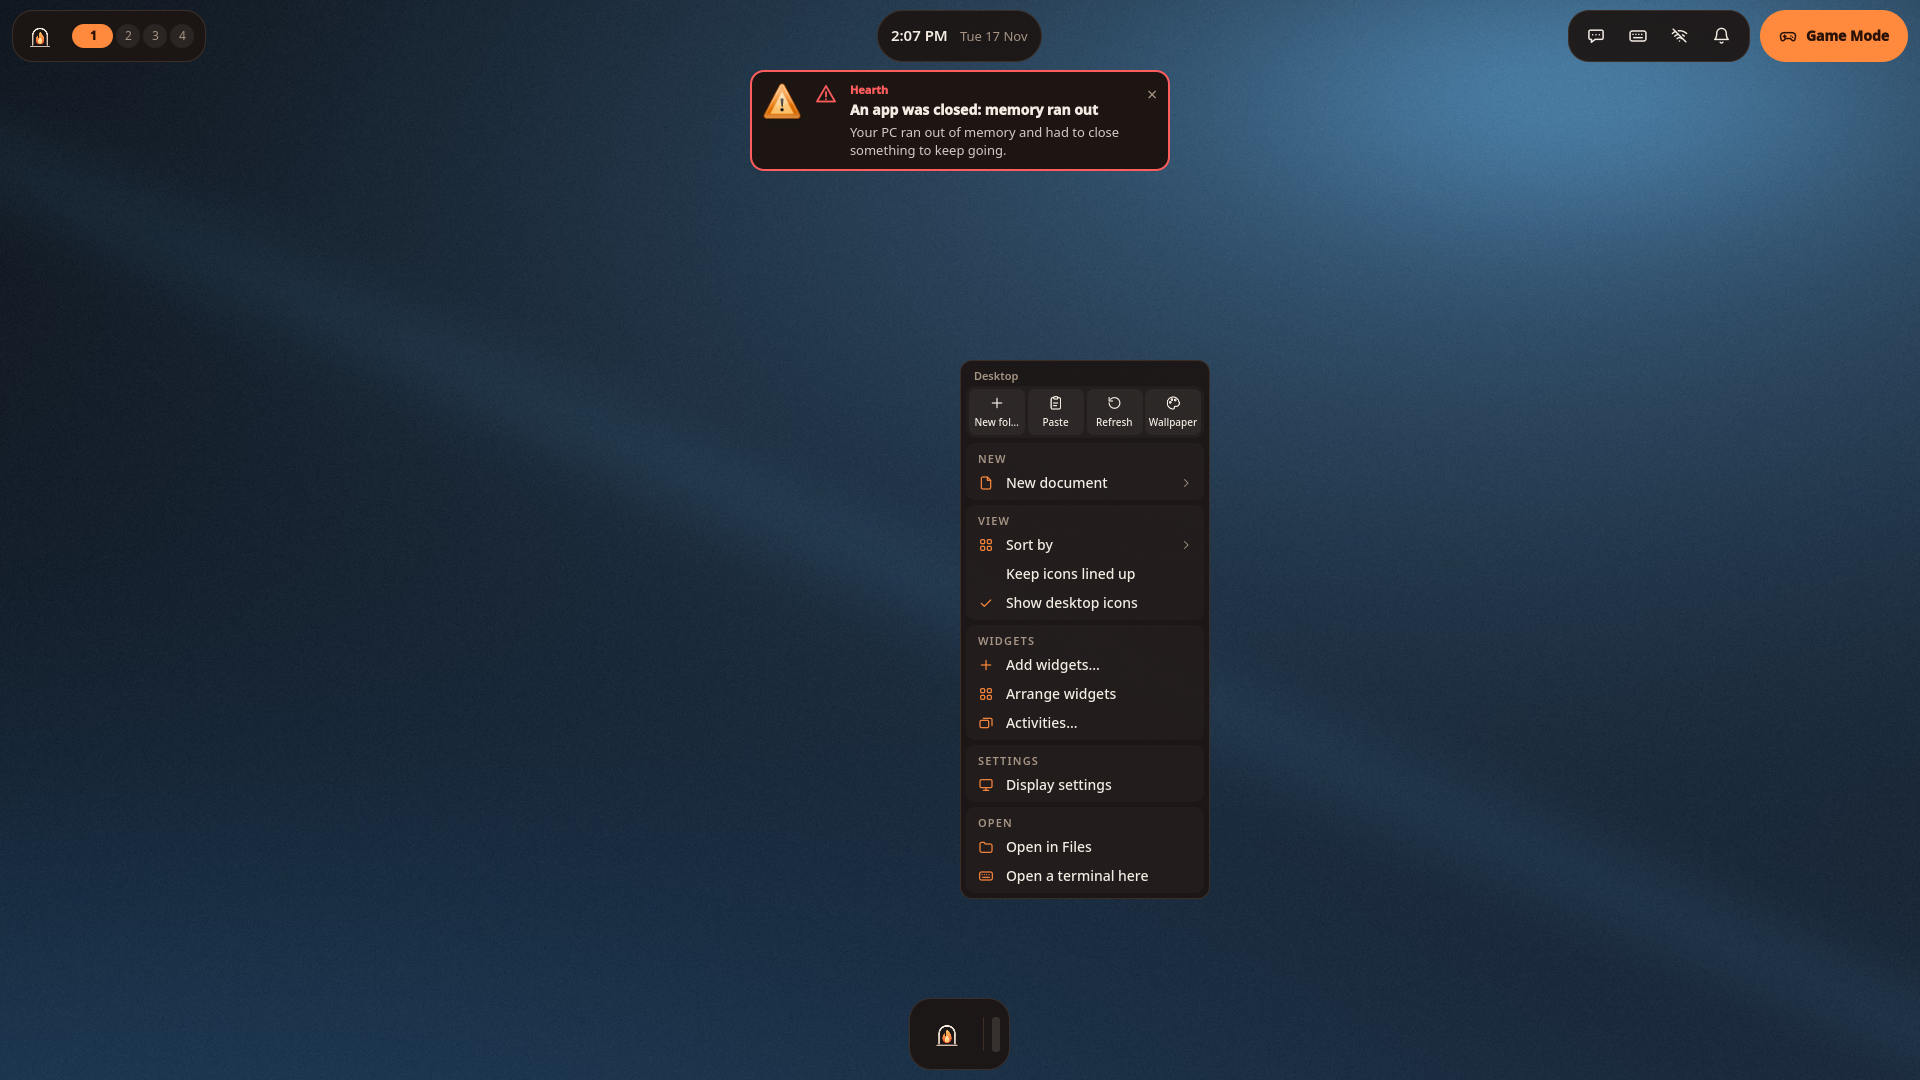 1 2 3 4
2:07 PM Tue 17 Nov
Game Mode
Hearth
An app was closed: memory ran out
Your PC ran out of memory and had to close
something to keep going.
Desktop
New fol... Paste Refresh Wallpaper
NEW
New document
VIEW
Sort by
Keep icons lined up
Show desktop icons
WIDGETS
Add widgets...
Arrange widgets
Activities...
SETTINGS
Display settings
OPEN
Open in Files
Open a terminal here